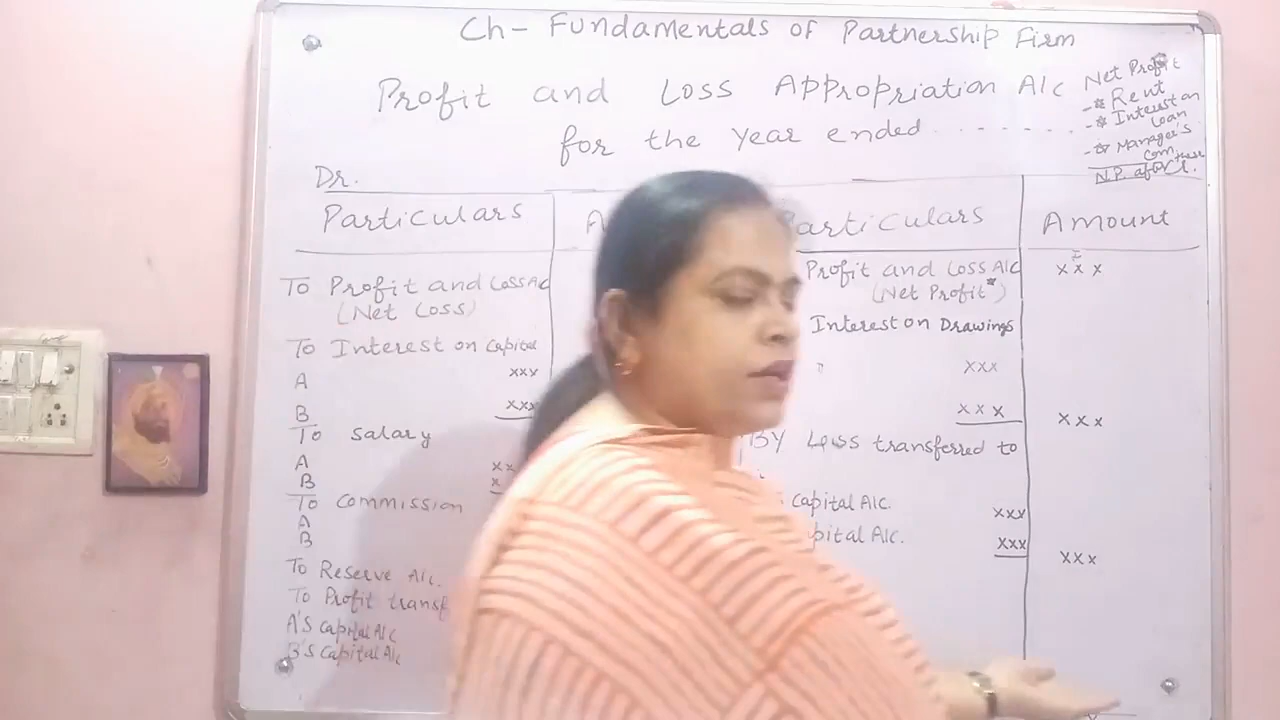 Ch- Fundamentals of Partnership Firm
Profit and Loss Appropriation A/c
for the Year ended
Net Profit
-* Rent
-* Interest on
loan
-* Manager's
com.
Dr.
Particulars
To Profit and Loss A/c
(Net Loss)
To Interest on Capital
A xxx
B xxx
To Salary
A xx
B x
To Commission
A
B
To Reserve A/c.
To Profit transf
A's Capital A/c
B's Capital A/c
A
Particulars Amount
Profit and Loss A/c xxx
(Net Profit*)
Interest on Drawings
xxx
xxx xxx
By Loss transferred to
Capital A/c. xxx
pital A/c. xxx
xxx